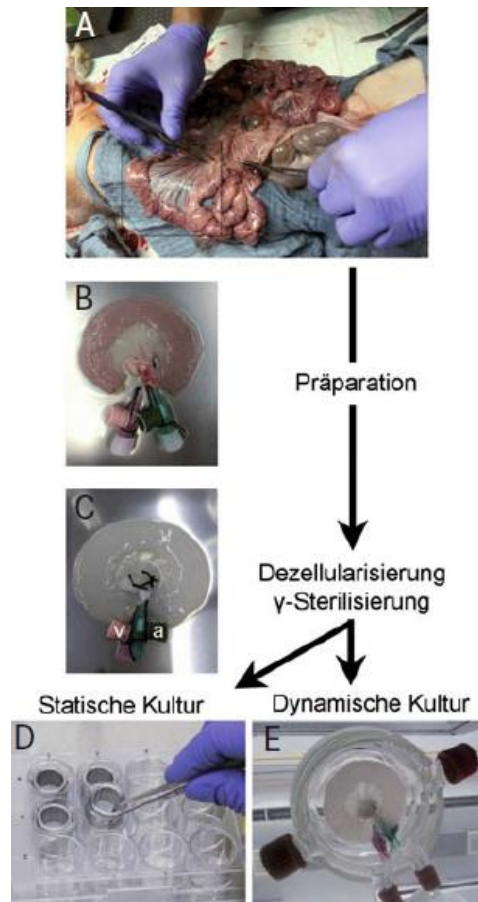 A
B
Präparation
C
Dezellularisierung
γ-Sterilisierung
v
a
Statische Kultur
Dynamische Kultur
D
E